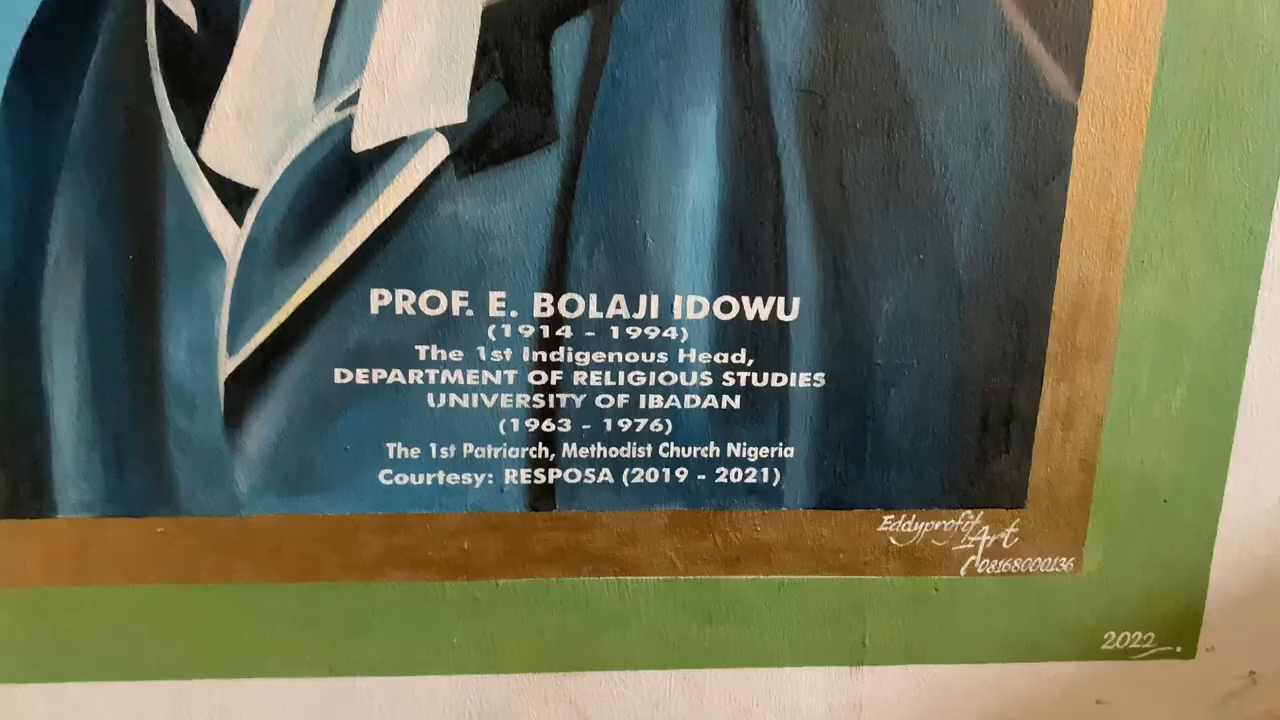 PROF. E. BOLAJI IDOWU
(1914 - 1994)
The 1st Indigenous Head,
DEPARTMENT OF RELIGIOUS STUDIES
UNIVERSITY OF IBADAN
(1963 - 1976)
The 1st Patriarch, Methodist Church Nigeria
Courtesy: RESPOSA (2019 - 2021)
Eddyprofit
Art
08168000136
2022